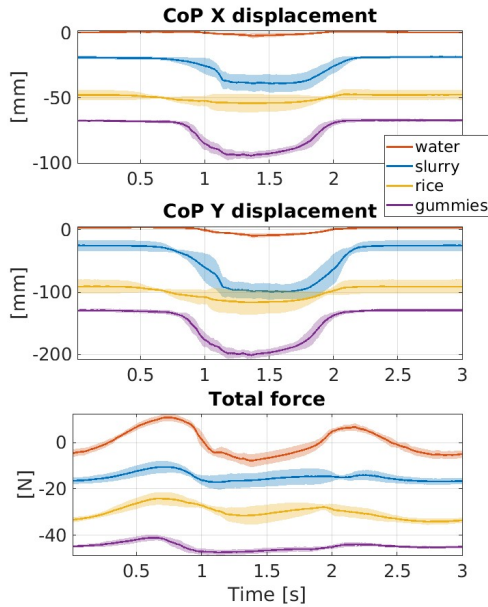 CoP X displacement
0
-50
-100
[mm]
0.5 1 1.5 2
water
slurry
rice
gummies
CoP Y displacement
0
-100
-200
[mm]
0.5 1 1.5 2 2.5 3
Total force
0
-20
-40
[N]
0.5 1 1.5 2 2.5 3
Time [s]